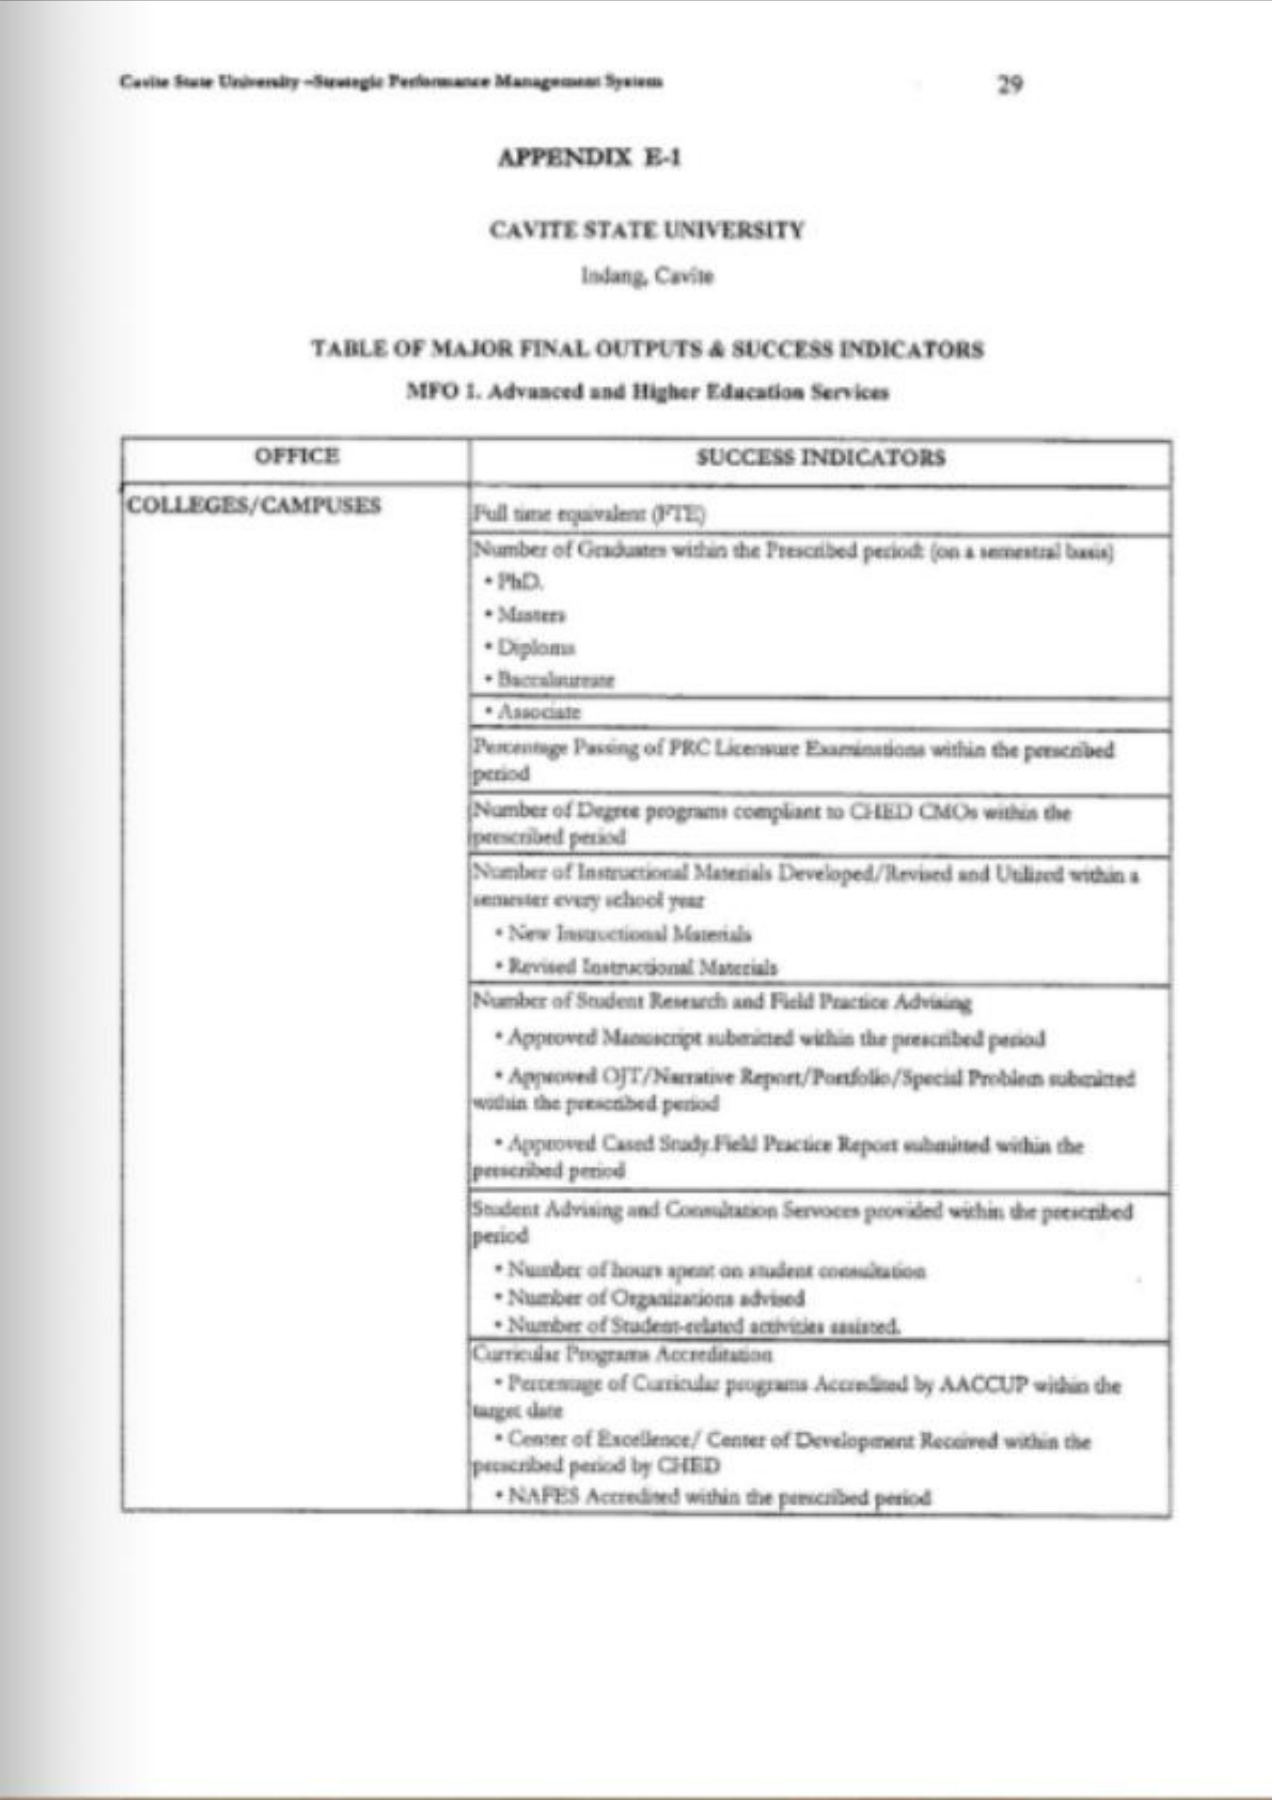 Cavite State University –Strategic Performance Management System
29
APPENDIX E-1
CAVITE STATE UNIVERSITY
Indang, Cavite
TABLE OF MAJOR FINAL OUTPUTS & SUCCESS INDICATORS
MFO 1. Advanced and Higher Education Services
OFFICE
SUCCESS INDICATORS
COLLEGES/CAMPUSES
Full time equivalent (FTE)
Number of Graduates within the Prescribed period: (on a semestral basis)
• PhD.
• Masters
• Diploma
• Baccalaureate
• Associate
Percentage Passing of PRC Licensure Examinations within the prescribed
period
Number of Degree programs compliant to CHED CMOs within the
prescribed period
Number of Instructional Materials Developed/Revised and Utilized within a
semester every school year
• New Instructional Materials
• Revised Instructional Materials
Number of Student Research and Field Practice Advising
• Approved Manuscript submitted within the prescribed period
• Approved OJT/Narrative Report/Portfolio/Special Problem submitted
within the prescribed period
• Approved Cased Study.Field Practice Report submitted within the
prescribed period
Student Advising and Consultation Servoces provided within the prescribed
period
• Number of hours spent on student consultation
• Number of Organizations advised
• Number of Student-related activities assisted.
Curricular Programs Accreditation
• Percentage of Curricular programs Accredited by AACCUP within the
target date
• Center of Excellence/ Center of Development Received within the
prescribed period by CHED
• NAFES Accredited within the prescribed period